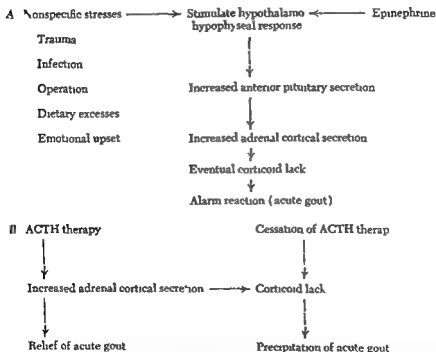 A Nonspecific stresses Stimulate hypothalamo Epinephrine
hypophyseal response
Trauma
Infection
Operation Increased anterior pituitary secretion
Dietary excesses
Emotional upset Increased adrenal cortical secretion
Eventual corticoid lack
Alarm reaction (acute gout)
B ACTH therapy Cessation of ACTH therap
Increased adrenal cortical secretion Corticoid lack
Relief of acute gout Precipitation of acute gout